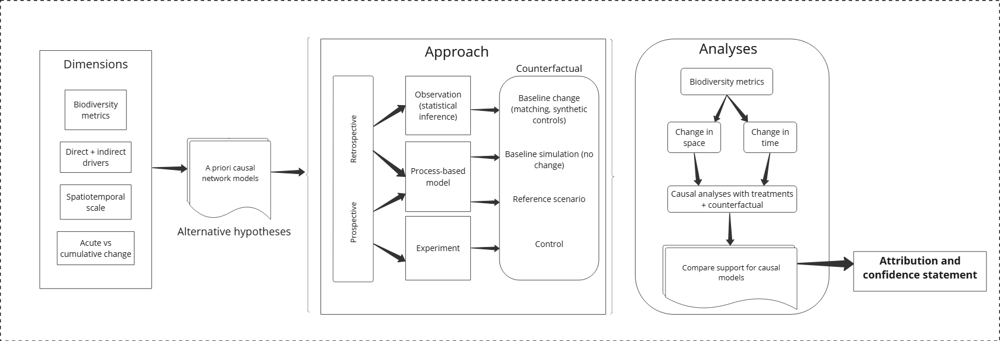 Dimensions
Biodiversity
metrics
Direct + indirect
drivers
Spatiotemporal
scale
Acute vs
cumulative change
A priori causal
network models
Alternative hypotheses
Approach
Retrospective
Prospective
Observation
(statistical
inference)
Process-based
model
Experiment
Counterfactual
Baseline change
(matching, synthetic
controls)
Baseline simulation (no
change)
Reference scenario
Control
Analyses
Biodiversity metrics
Change in
space
Change in
time
Causal analyses with treatments
+ counterfactual
Compare support for causal
models
Attribution and
confidence statement